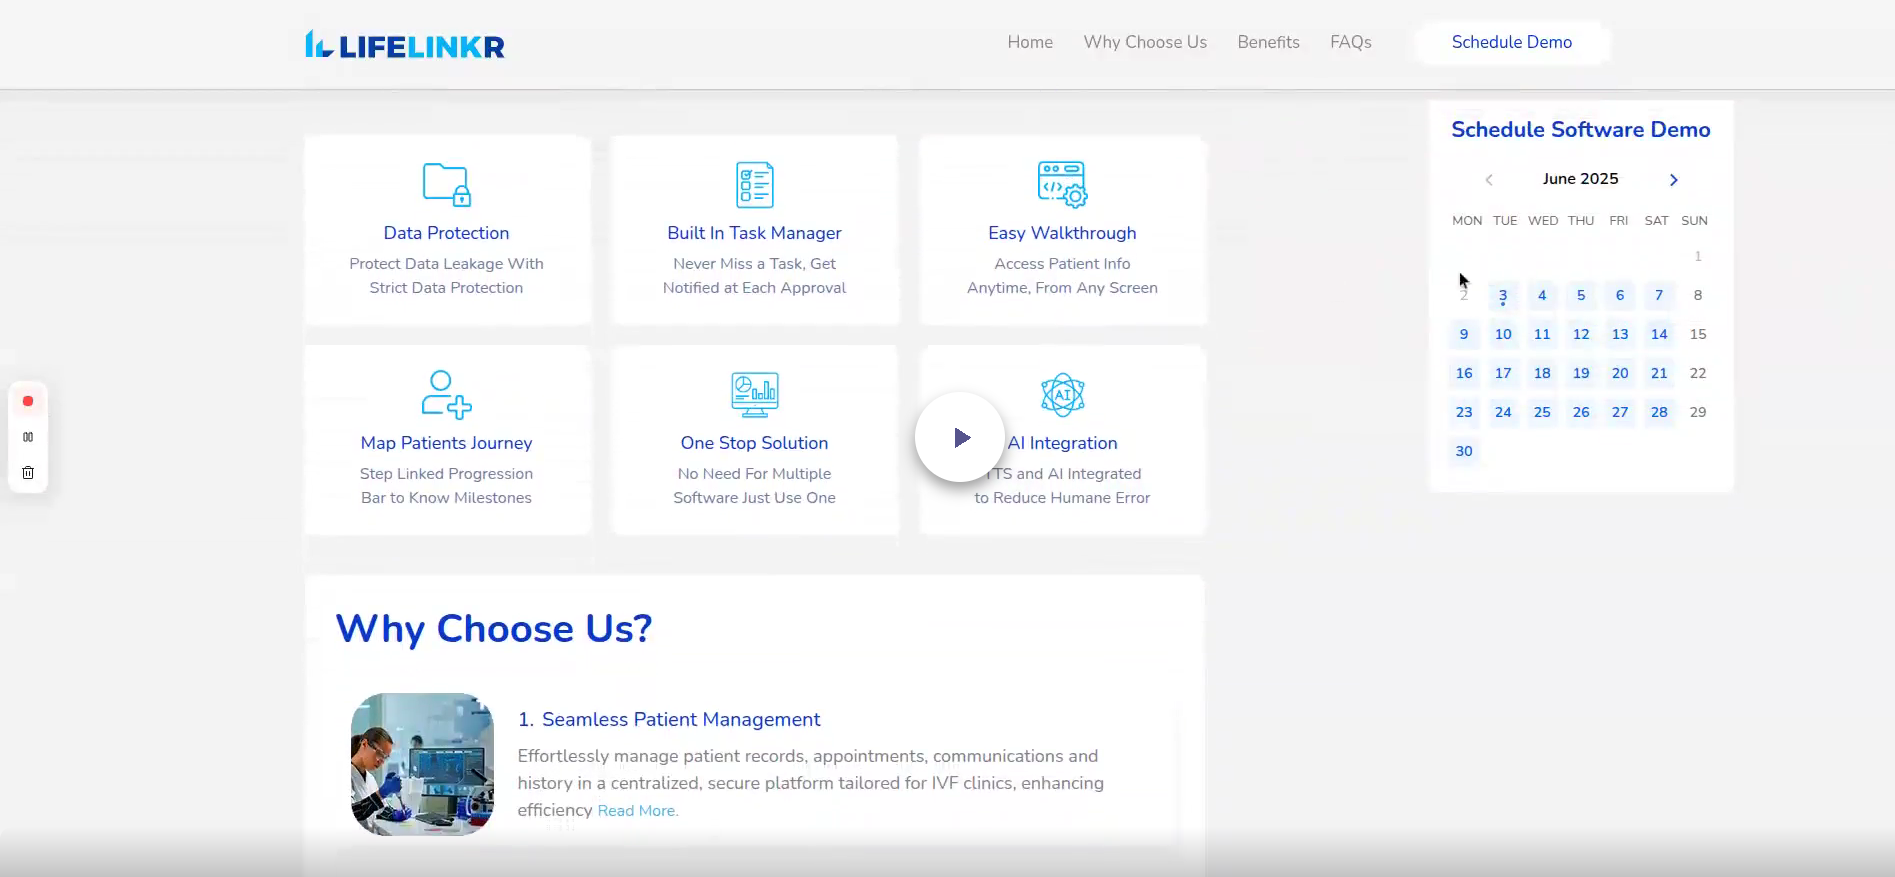 LIFELINKR
Home Why Choose Us Benefits FAQs Schedule Demo
Data Protection
Protect Data Leakage With
Strict Data Protection
Built In Task Manager
Never Miss a Task, Get
Notified at Each Approval
Easy Walkthrough
Access Patient Info
Anytime, From Any Screen
Map Patients Journey
Step Linked Progression
Bar to Know Milestones
One Stop Solution
No Need For Multiple
Software Just Use One
AI
AI Integration
and AI Integrated
to Reduce Humane Error
Schedule Software Demo
June 2025
MON TUE WED THU FRI SAT SUN
1
2 3 4 5 6 7 8
9 10 11 12 13 14 15
16 17 18 19 20 21 22
23 24 25 26 27 28 29
30
Why Choose Us?
1. Seamless Patient Management
Effortlessly manage patient records, appointments, communications and
history in a centralized, secure platform tailored for IVF clinics, enhancing
efficiency Read More.